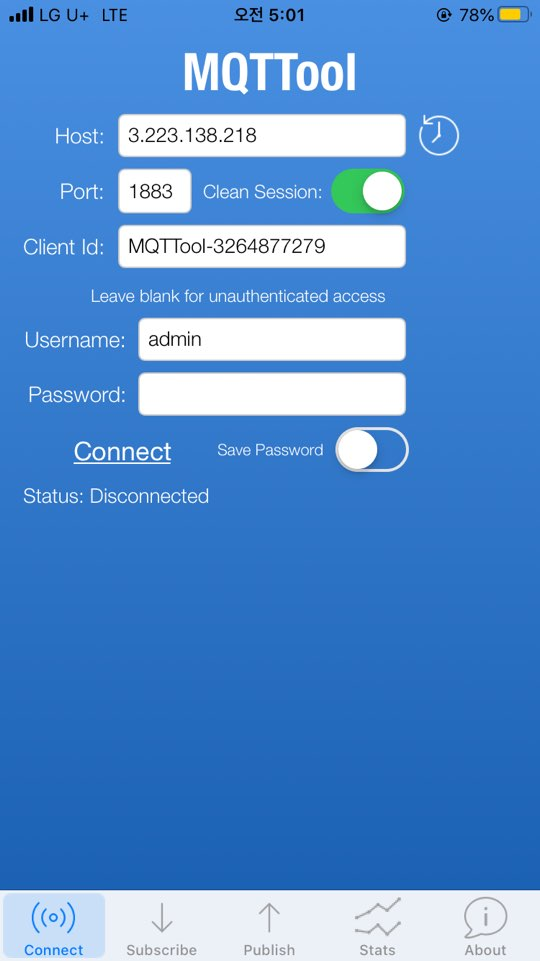 LG U+ LTE 오전 5:01 78%
MQTTool
Host: 3.223.138.218
Port: 1883 Clean Session:
Client Id: MQTTool-3264877279
Leave blank for unauthenticated access
Username: admin
Password:
Connect Save Password
Status: Disconnected
Connect Subscribe Publish Stats About